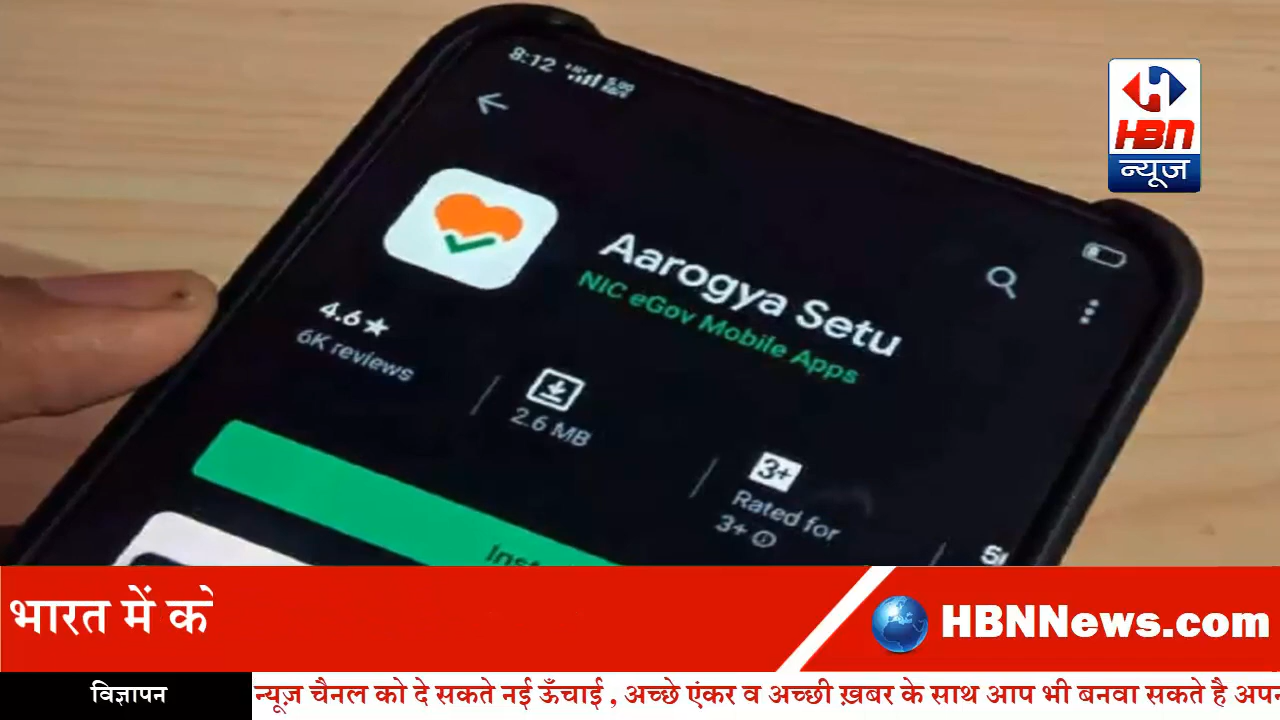 8:12
HBN
न्यूज
Aarogya Setu
NIC eGov Mobile Apps
4.6★
6K reviews
2.6 MB
3+
Rated for
3+
भारत में को
HBNNews.com
विज्ञापन
न्यूज़ चैनल को दे सकते नई ऊँचाई , अच्छे एंकर व अच्छी ख़बर के साथ आप भी बनवा सकते है